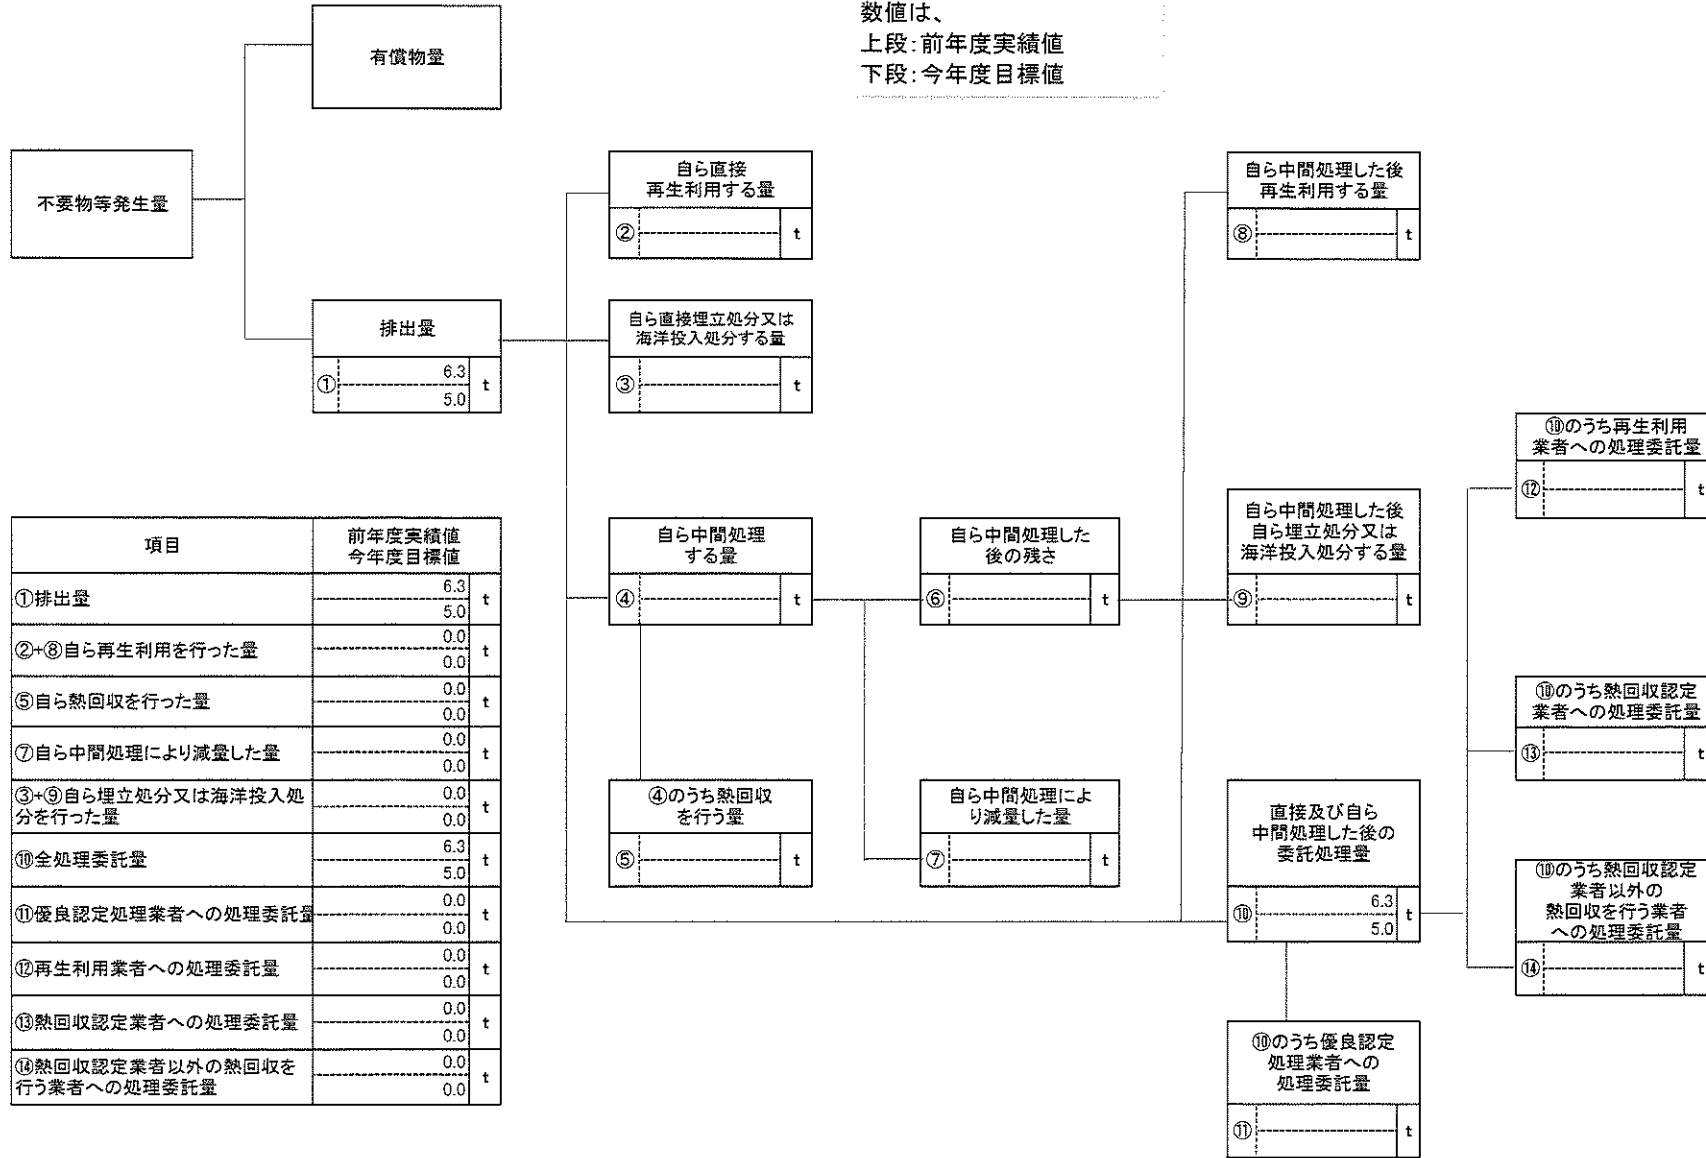 数値は、
上段:前年度実績値
下段:今年度目標値
有償物量
不要物等発生量
排出量
① 6.3 t
5.0
自ら直接
再生利用する量
② t
自ら直接埋立処分又は
海洋投入処分する量
③ t
自ら中間処理した後
再生利用する量
⑧ t
自ら中間処理
する量
④ t
自ら中間処理した
後の残さ
⑥ t
自ら中間処理した後
自ら埋立処分又は
海洋投入処分する量
⑨ t
④のうち熱回収
を行う量
⑤ t
自ら中間処理によ
り減量した量
⑦ t
直接及び自ら
中間処理した後の
委託処理量
⑩ 6.3 t
5.0
⑩のうち優良認定
処理業者への
処理委託量
⑪ t
⑩のうち再生利用
業者への処理委託量
⑫ t
⑩のうち熱回収認定
業者への処理委託量
⑬ t
⑩のうち熱回収認定
業者以外の
熱回収を行う業者
への処理委託量
⑭ t
項目 前年度実績値
今年度目標値
①排出量 6.3 t
5.0
②+⑧自ら再生利用を行った量 0.0 t
0.0
⑤自ら熱回収を行った量 0.0 t
0.0
⑦自ら中間処理により減量した量 0.0 t
0.0
③+⑨自ら埋立処分又は海洋投入処 0.0 t
分を行った量 0.0
⑩全処理委託量 6.3 t
5.0
⑪優良認定処理業者への処理委託量 0.0 t
0.0
⑫再生利用業者への処理委託量 0.0 t
0.0
⑬熱回収認定業者への処理委託量 0.0 t
0.0
⑭熱回収認定業者以外の熱回収を 0.0 t
行う業者への処理委託量 0.0